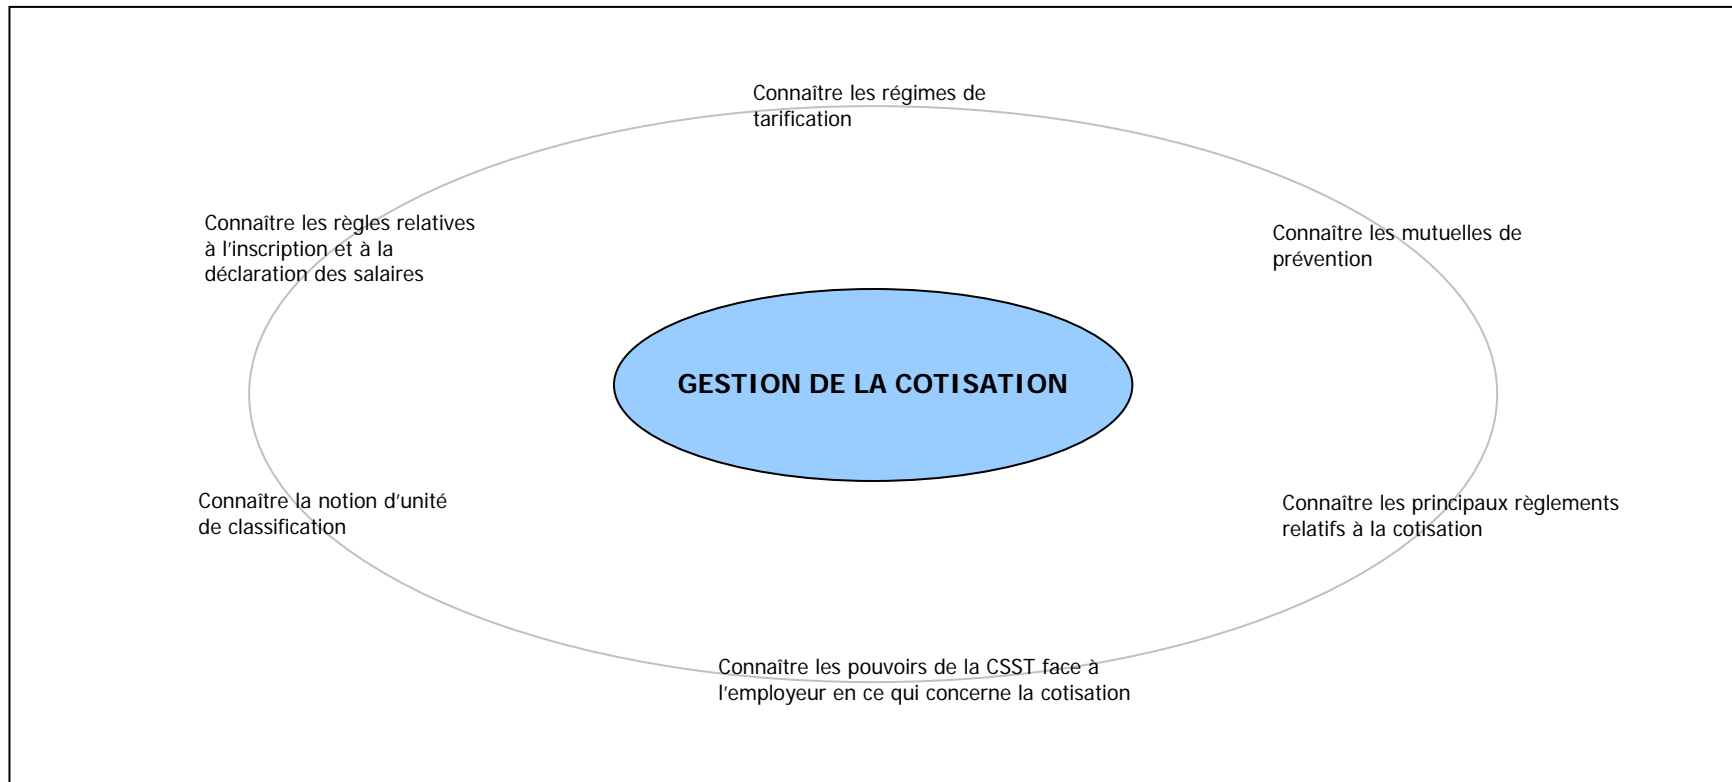 Connaître les régimes de
tarification
Connaître les règles relatives
à l'inscription et à la
déclaration des salaires
Connaître les mutuelles de
prévention
GESTION DE LA COTISATION
Connaître la notion d'unité
de classification
Connaître les principaux règlements
relatifs à la cotisation
Connaître les pouvoirs de la CSST face à
l'employeur en ce qui concerne la cotisation